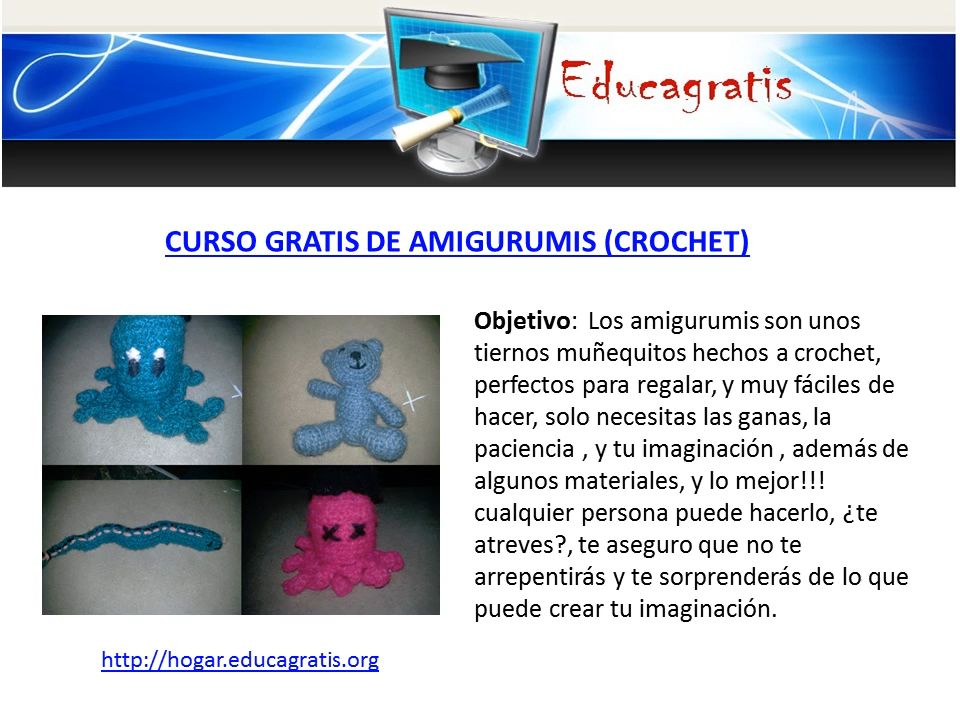 Educagratis
CURSO GRATIS DE AMIGURUMIS (CROCHET)
Objetivo: Los amigurumis son unos
tiernos muñequitos hechos a crochet,
perfectos para regalar, y muy fáciles de
hacer, solo necesitas las ganas, la
paciencia , y tu imaginación , además de
algunos materiales, y lo mejor!!!
cualquier persona puede hacerlo, ¿te
atreves?, te aseguro que no te
arrepentirás y te sorprenderás de lo que
puede crear tu imaginación.
http://hogar.educagratis.org